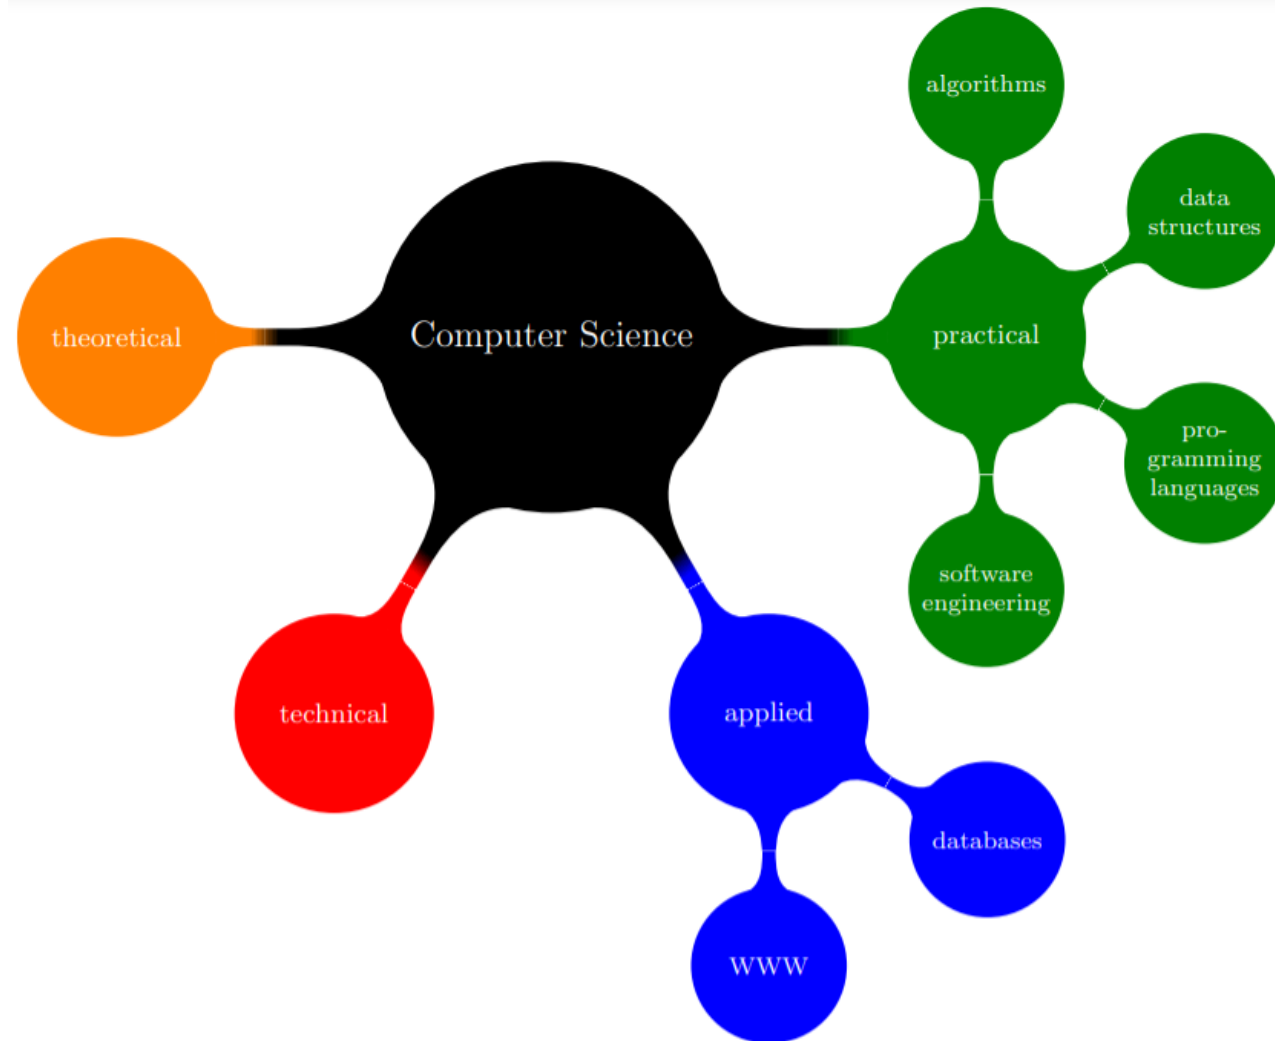 algorithms
data
structures
theoretical
Computer Science
practical
pro-
gramming
languages
software
engineering
technical
applied
databases
WWW